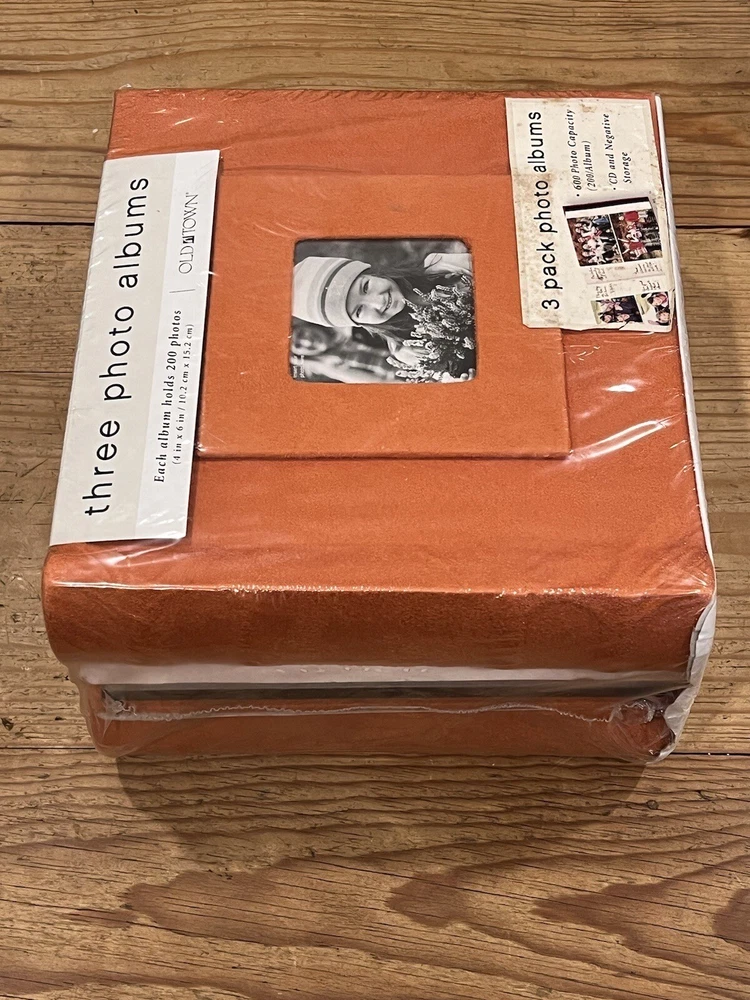 three photo albums
Each album holds 200 photos
(4 in x 6 in / 10.2 cm x 15.2 cm)
OLD TOWN
3 pack photo albums
• 600 Photo Capacity
(200/Album)
• CD and Negative
Storage